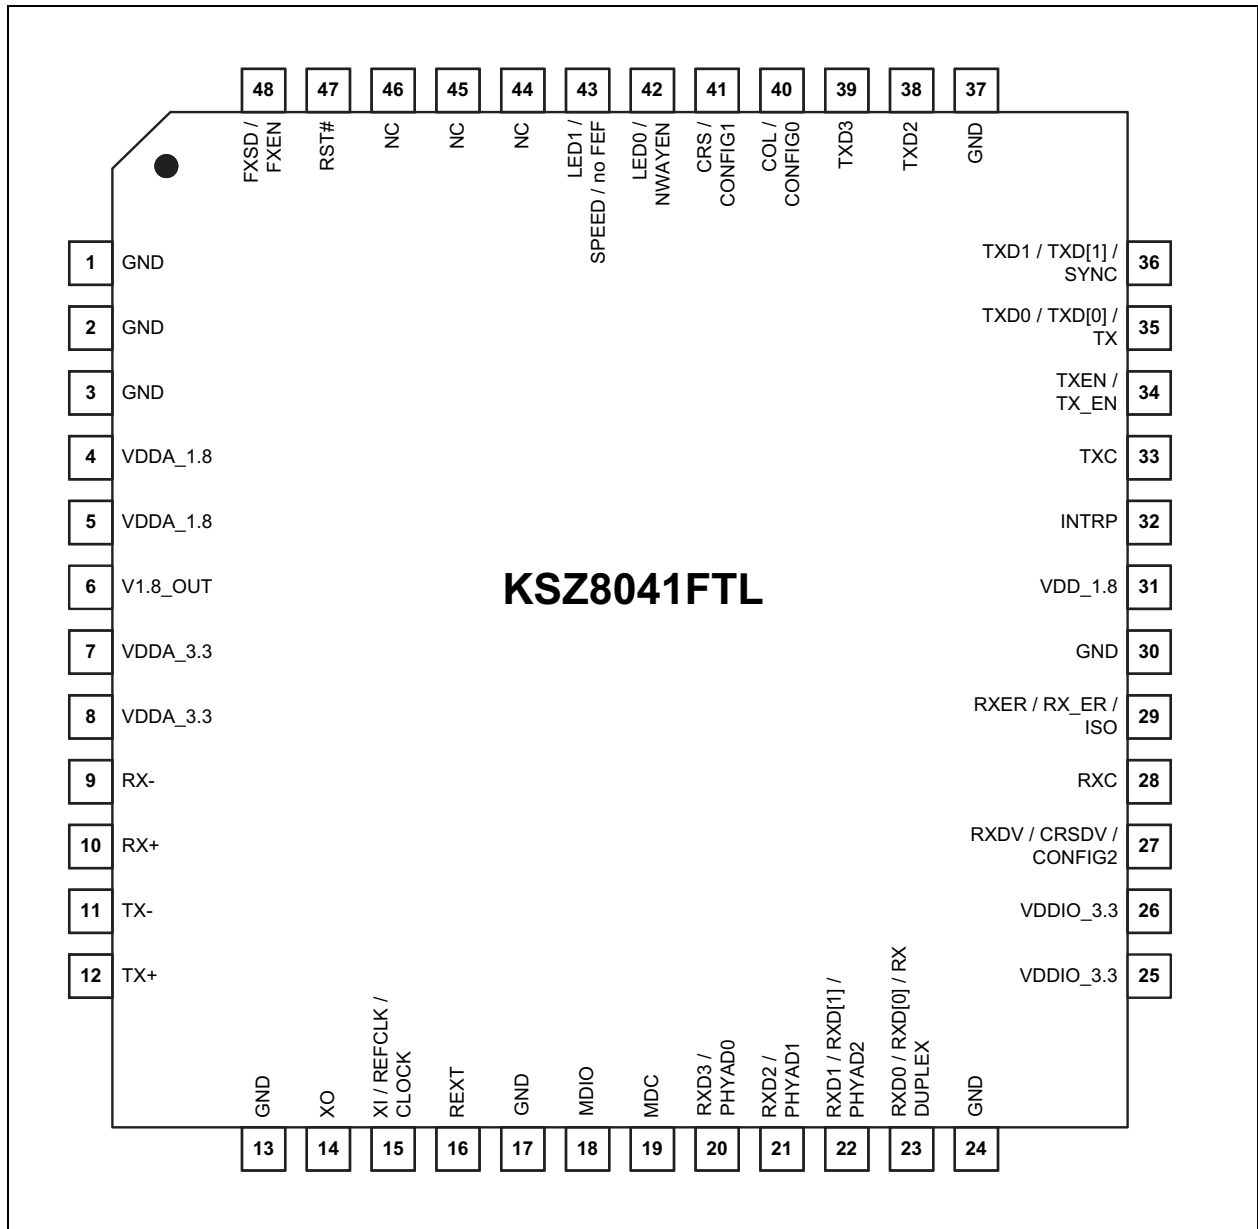 48 47 46 45 44 43 42 41 40 39 38 37
FXSD /
FXEN
RST#
NC
NC
NC
LED1 /
SPEED / no FEF
LED0 /
NWAYEN
CRS /
CONFIG1
COL /
CONFIG0
TXD3
TXD2
GND
1 GND
2 GND
3 GND
4 VDDA_1.8
5 VDDA_1.8
6 V1.8_OUT
7 VDDA_3.3
8 VDDA_3.3
9 RX-
10 RX+
11 TX-
12 TX+
KSZ8041FTL
TXD1 / TXD[1] /
SYNC
36
TXD0 / TXD[0] /
TX
35
TXEN /
TX_EN
34
TXC 33
INTRP 32
VDD_1.8 31
GND 30
RXER / RX_ER /
ISO
29
RXC 28
RXDV / CRSDV /
CONFIG2
27
VDDIO_3.3 26
VDDIO_3.3 25
GND
XO
XI / REFCLK /
CLOCK
REXT
GND
MDIO
MDC
RXD3 /
PHYAD0
RXD2 /
PHYAD1
RXD1 / RXD[1] /
PHYAD2
RXD0 / RXD[0] / RX
DUPLEX
GND
13 14 15 16 17 18 19 20 21 22 23 24